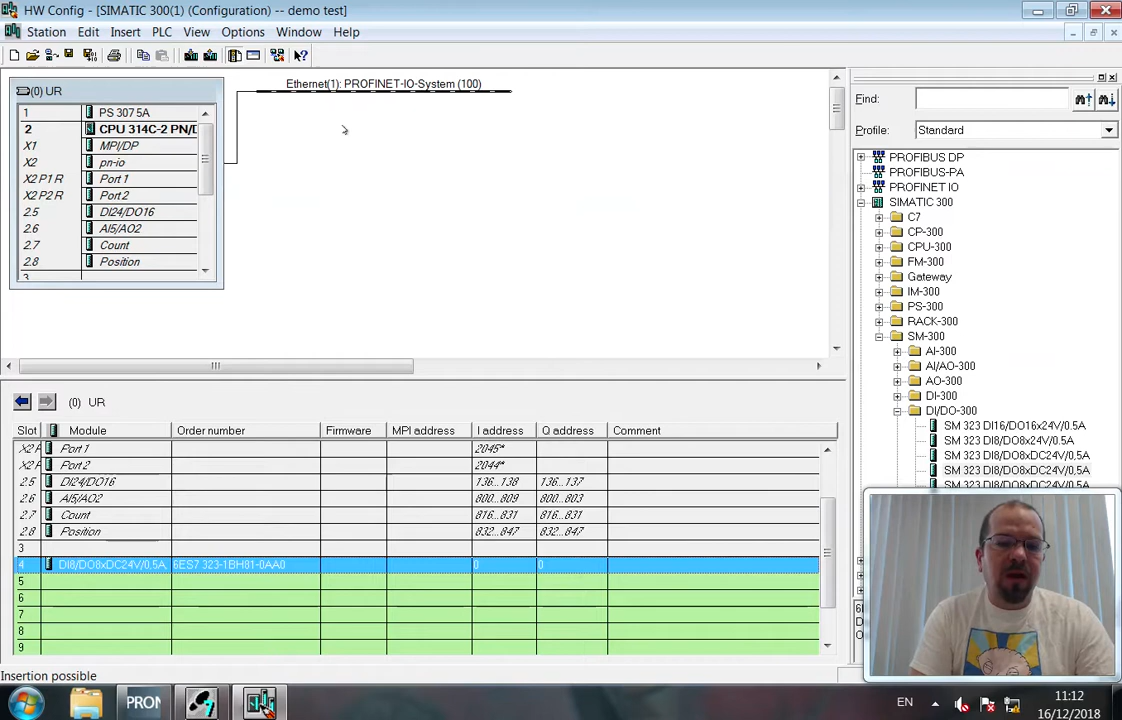 HW Config - [SIMATIC 300(1) (Configuration) -- demo test]
Station Edit Insert PLC View Options Window Help
(0) UR
1 PS 307 5A
2 CPU 314C-2 PN/D
X1 MPI/DP
X2 pn-io
X2 P1 R Port 1
X2 P2 R Port 2
2.5 DI24/DO16
2.6 AI5/AO2
2.7 Count
2.8 Position
3
Ethernet(1): PROFINET-IO-System (100)
Find:
Profile: Standard
PROFIBUS DP
PROFIBUS-PA
PROFINET IO
SIMATIC 300
C7
CP-300
CPU-300
FM-300
Gateway
IM-300
PS-300
RACK-300
SM-300
AI-300
AI/AO-300
AO-300
DI-300
DI/DO-300
SM 323 DI16/DO16x24V/0.5A
SM 323 DI8/DO8x24V/0.5A
SM 323 DI8/DO8xDC24V/0,5A
SM 323 DI8/DO8xDC24V/0,5A
SM 323 DI8/DO8xDC24V/0,5A
(0) UR
Slot Module Order number Firmware MPI address I address Q address Comment
Port 1 2045*
Port 2 2044*
2.5 DI24/DO16 136...138 136...137
2.6 AI5/AO2 800...809 800...803
2.7 Count 816...831 816...831
2.8 Position 832...847 832...847
3
4 DI8/DO8xDC24V/0,5A 6ES7 323-1BH81-0AA0 0 0
5
6
7
8
9
Insertion possible
PRON
EN
11:12
16/12/2018